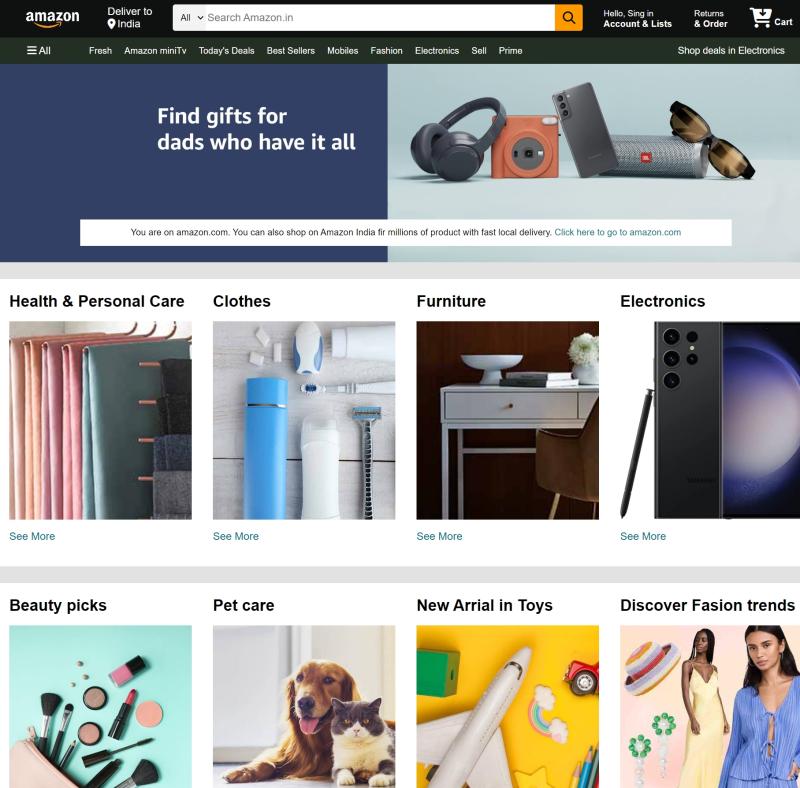 amazon
Deliver to
India
All
Search Amazon.in
Hello, Sing in
Account & Lists
Returns
& Order
Cart
All
Fresh
Amazon miniTv
Today's Deals
Best Sellers
Mobiles
Fashion
Electronics
Sell
Prime
Shop deals in Electronics
Find gifts for
dads who have it all
JBL
You are on amazon.com. You can also shop on Amazon India fir millions of product with fast local delivery. Click here to go to amazon.com
Health & Personal Care
Clothes
Furniture
Electronics
SAMSUNG
See More
See More
See More
See More
Beauty picks
Pet care
New Arrial in Toys
Discover Fasion trends